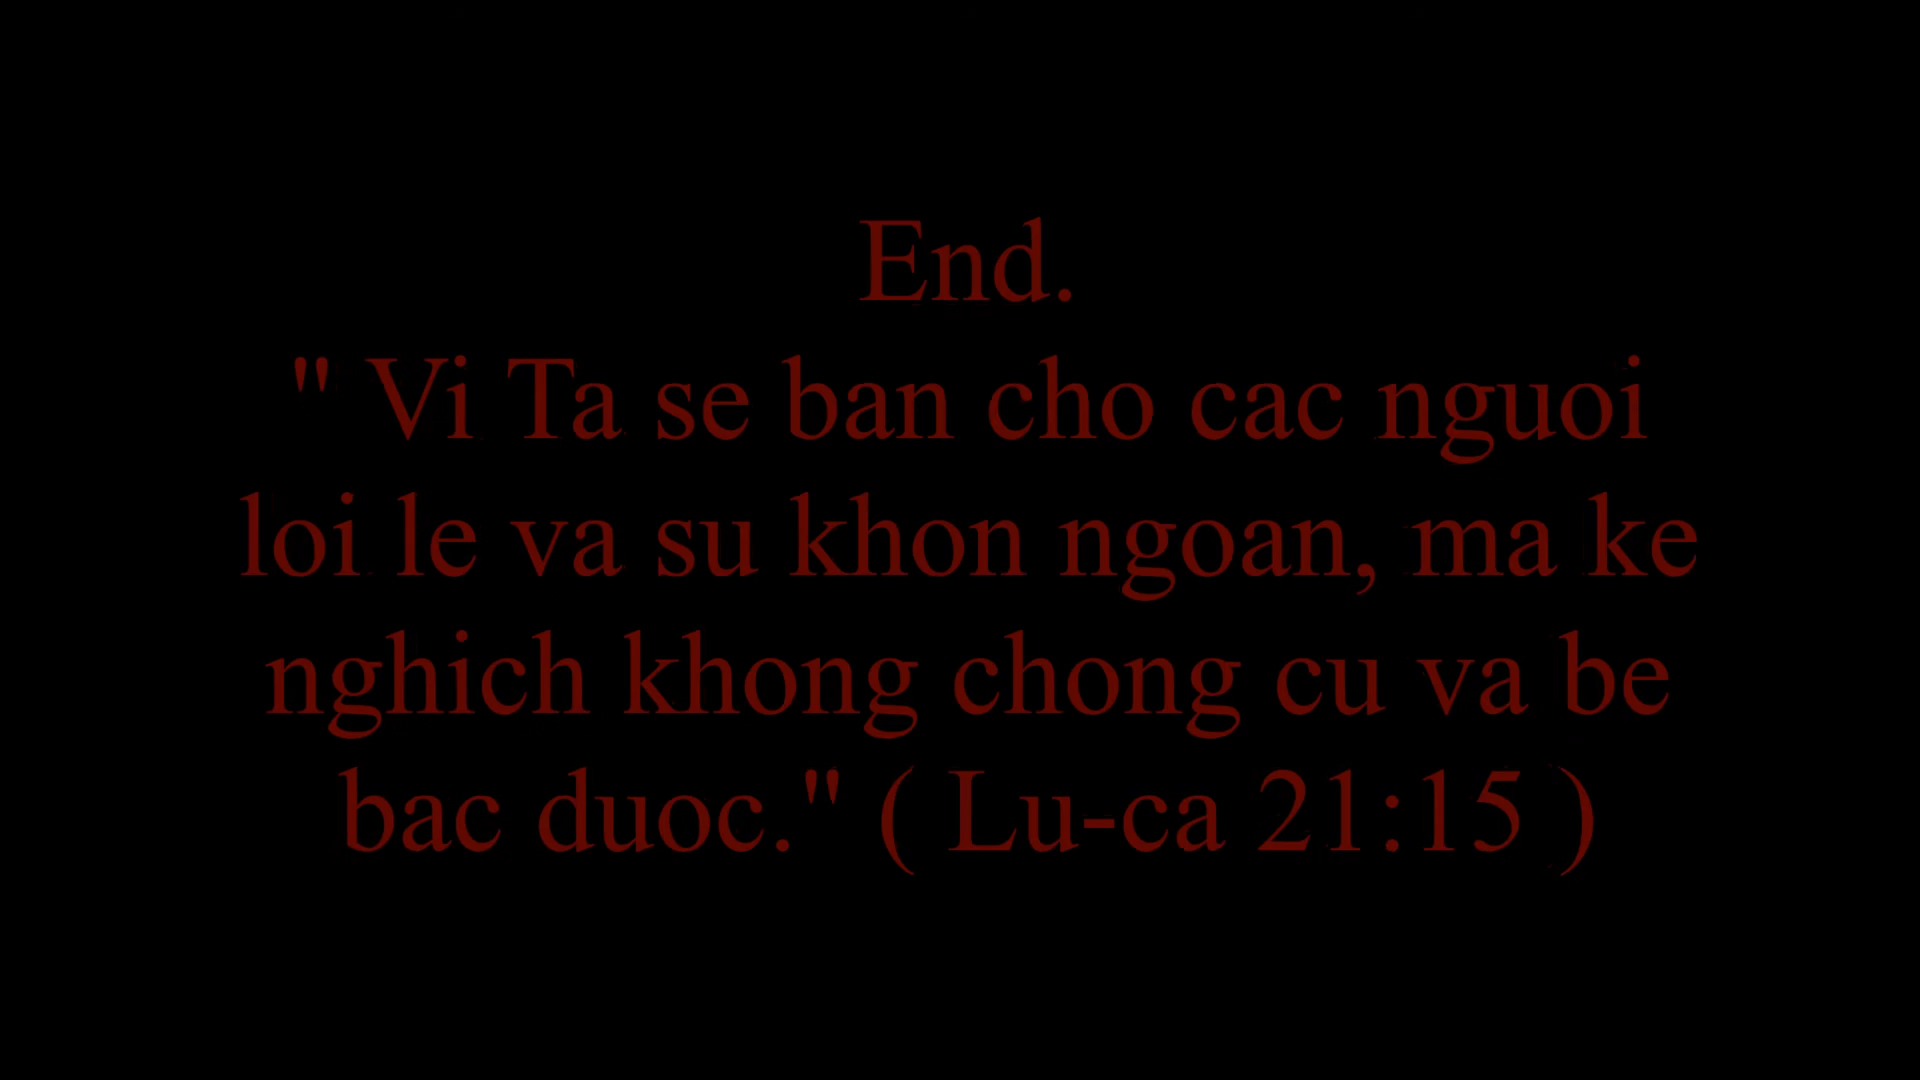 End.
" Vi Ta se ban cho cac nguoi
loi le va su khon ngoan, ma ke
nghich khong chong cu va be
bac duoc." ( Lu-ca 21:15 )